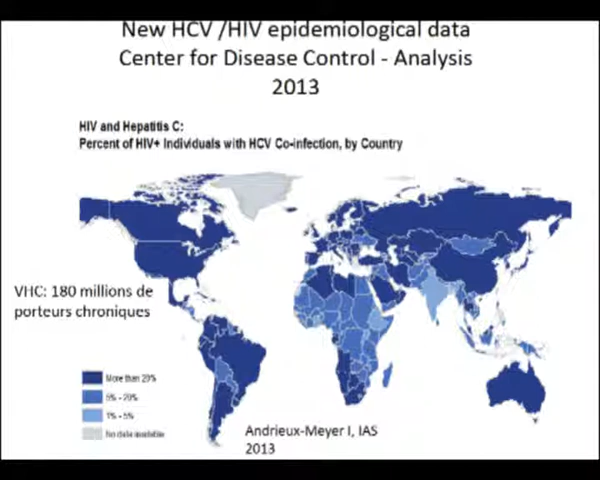 New HCV /HIV epidemiological data
Center for Disease Control - Analysis
2013
HIV and Hepatitis C:
Percent of HIV+ Individuals with HCV Co-infection, by Country
VHC: 180 millions de
porteurs chroniques
More than 20%
5% - 20%
1% - 5%
No data available
Andrieux-Meyer I, IAS
2013